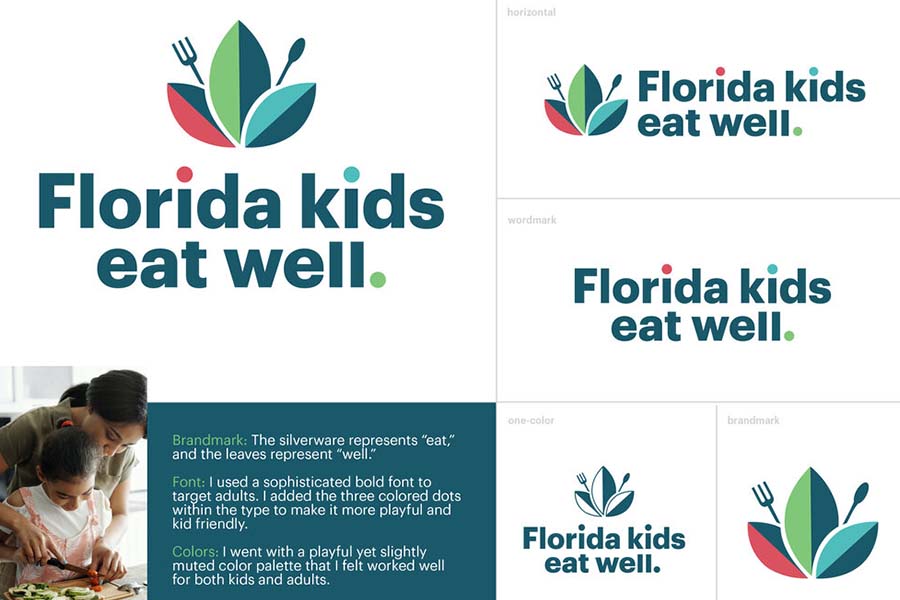 Florida kids
eat well.
Brandmark: The silverware represents “eat,”
and the leaves represent “well.”
Font: I used a sophisticated bold font to
target adults. I added the three colored dots
within the type to make it more playful and
kid friendly.
Colors: I went with a playful yet slightly
muted color palette that I felt worked well
for both kids and adults.
horizontal
Florida kids
eat well.
wordmark
Florida kids
eat well.
one-color
Florida kids
eat well.
brandmark